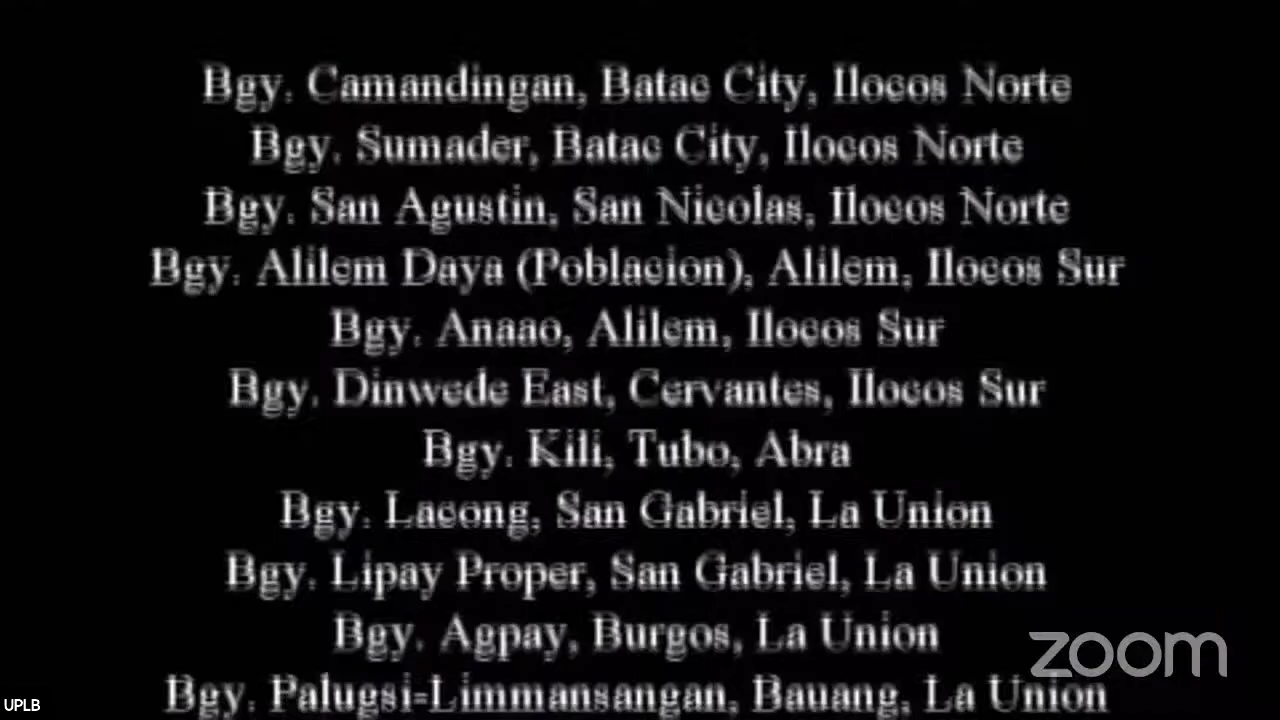 Bgy. Camandingan, Batac City, Ilocos Norte
Bgy. Sumader, Batac City, Ilocos Norte
Bgy. San Agustin, San Nicolas, Ilocos Norte
Bgy. Alilem Daya (Poblacion), Alilem, Ilocos Sur
Bgy. Anaao, Alilem, Ilocos Sur
Bgy. Dinwede East, Cervantes, Ilocos Sur
Bgy. Kili, Tubo, Abra
Bgy. Lacong, San Gabriel, La Union
Bgy. Lipay Proper, San Gabriel, La Union
Bgy. Agpay, Burgos, La Union
zoom
Bgy. Palugsi-Limmansangan, Bauang, La Union
UPLB